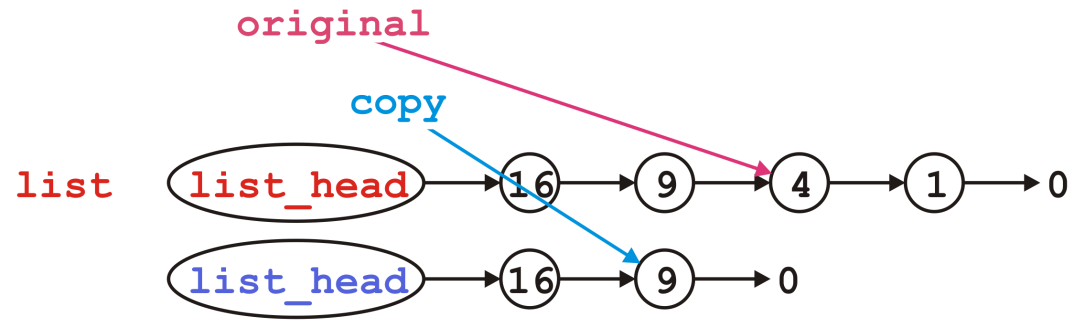 original
copy
list list_head 16 9 4 1 0
list_head 16 9 0